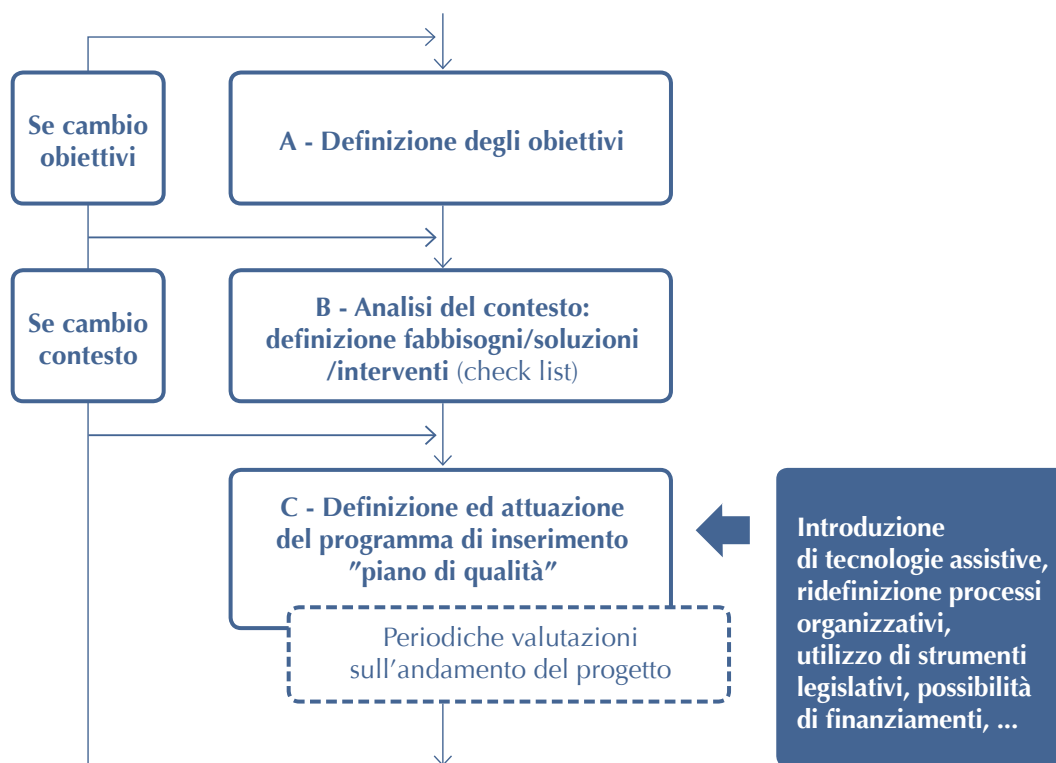 Se cambio
obiettivi
A - Definizione degli obiettivi
Se cambio
contesto
B - Analisi del contesto:
definizione fabbisogni/soluzioni
/interventi (check list)
C - Definizione ed attuazione
del programma di inserimento
”piano di qualità”
Periodiche valutazioni
sull’andamento del progetto
Introduzione
di tecnologie assistive,
ridefinizione processi
organizzativi,
utilizzo di strumenti
legislativi, possibilità
di finanziamenti, ...